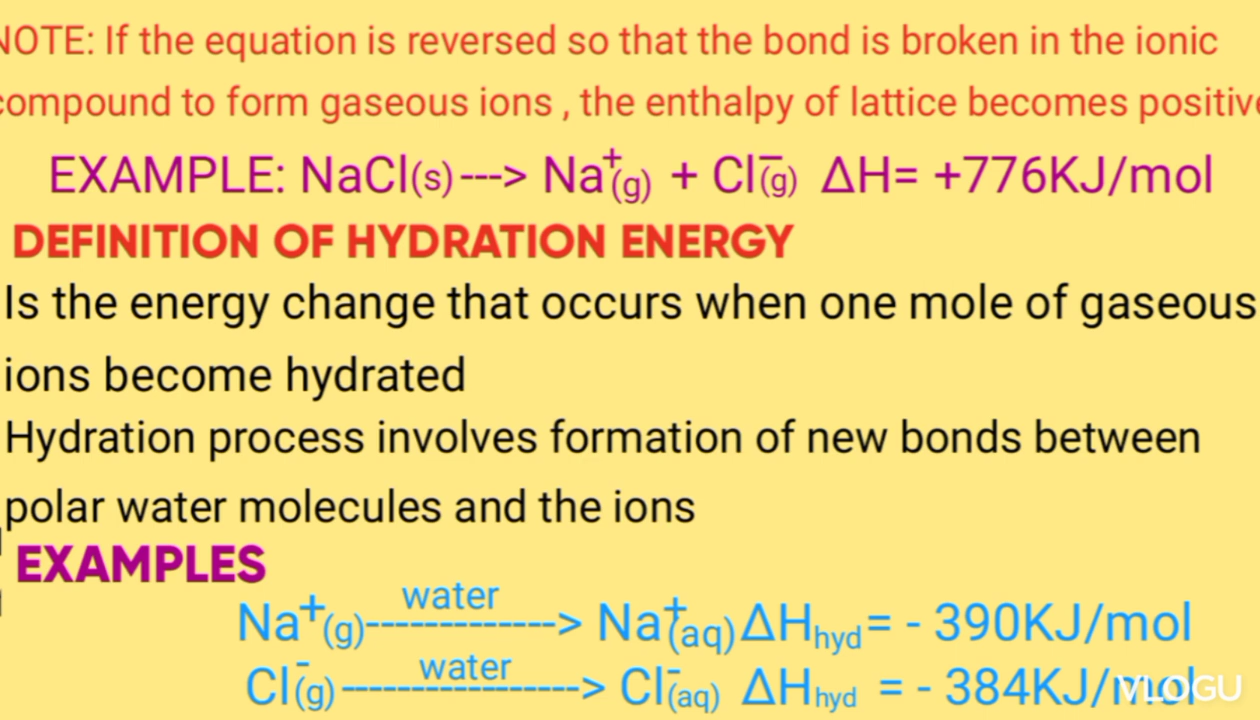 NOTE: If the equation is reversed so that the bond is broken in the ionic
compound to form gaseous ions , the enthalpy of lattice becomes positive
EXAMPLE: NaCl(s)---> Na⁺(g) + Cl⁻(g) ΔH= +776KJ/mol
DEFINITION OF HYDRATION ENERGY
Is the energy change that occurs when one mole of gaseous
ions become hydrated
Hydration process involves formation of new bonds between
polar water molecules and the ions
EXAMPLES
water
Na⁺(g)-------------> Na⁺(aq) ΔHhyd= - 390KJ/mol
water
Cl⁻(g)-----------------> Cl⁻(aq) ΔHhyd = - 384KJ/mol
VLOGU